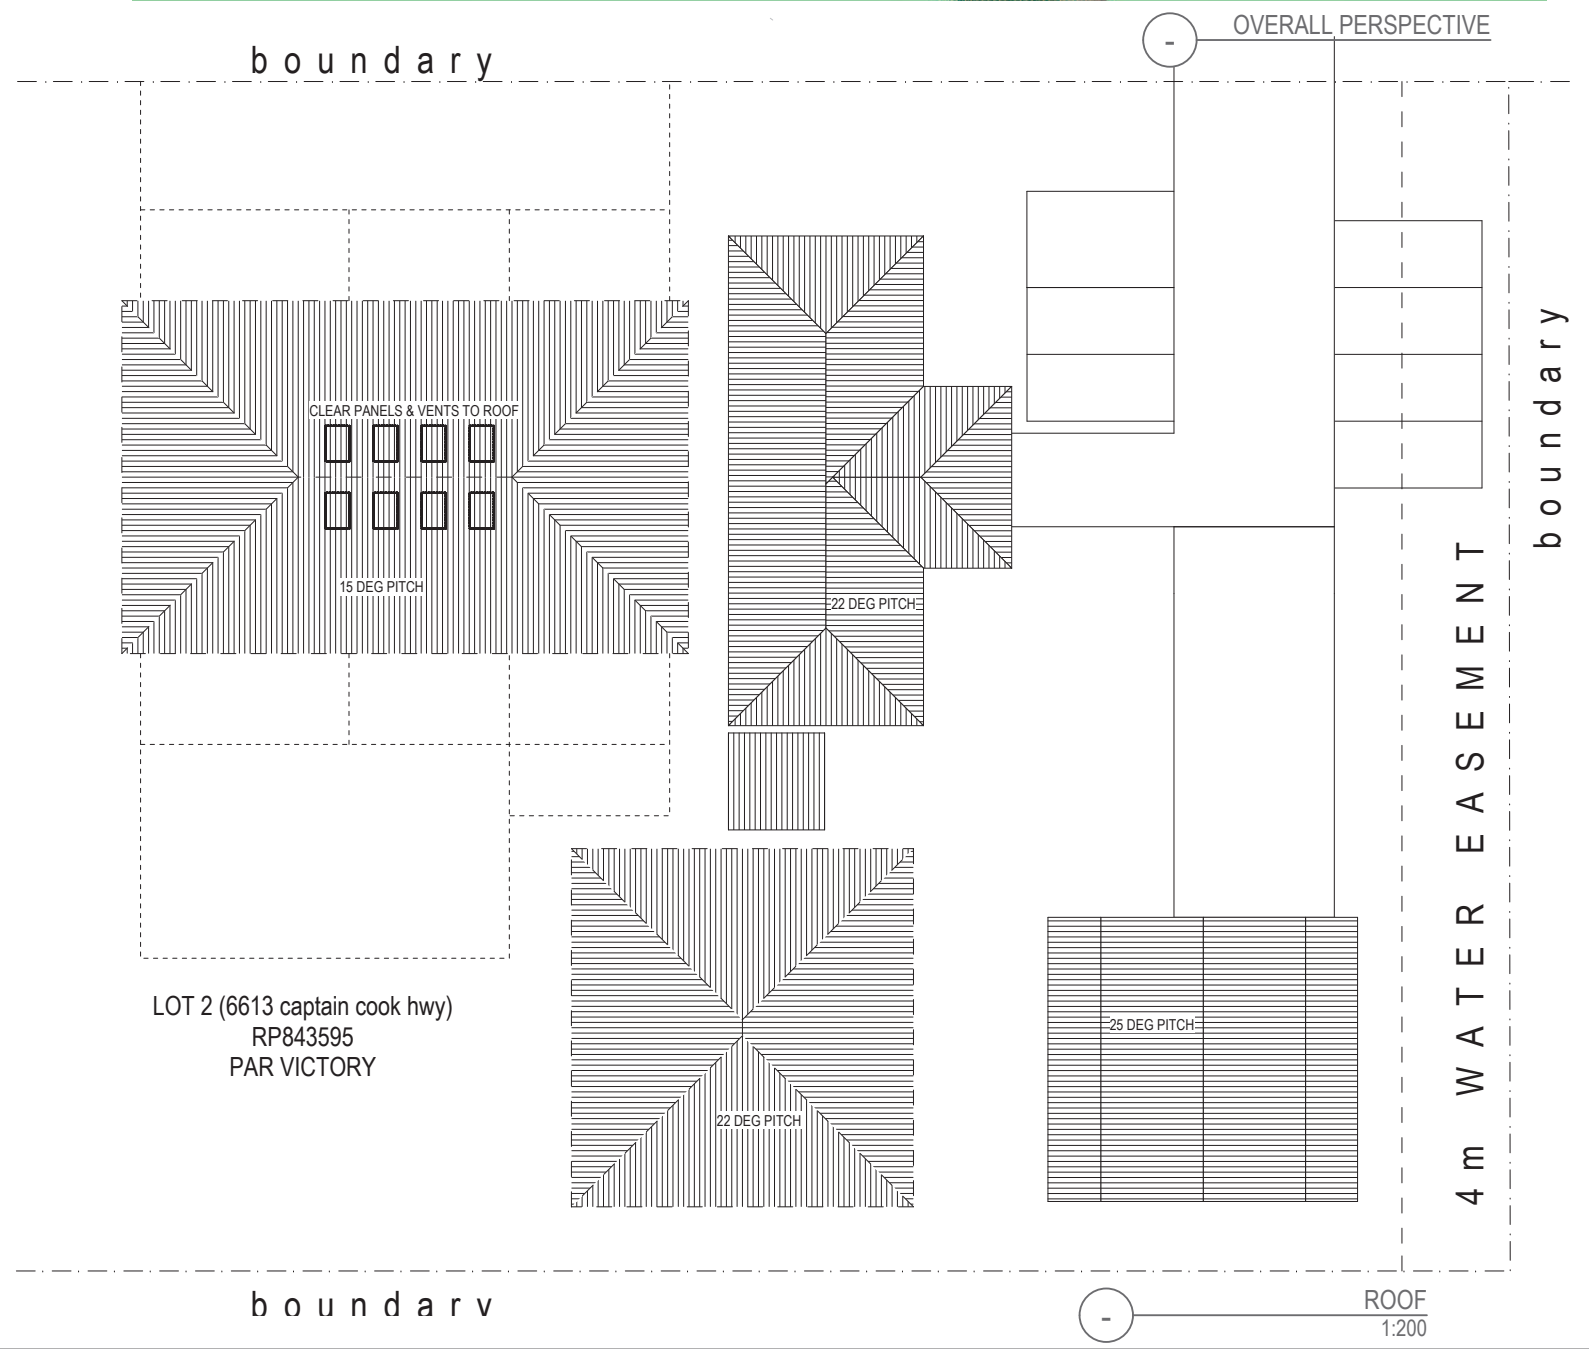 OVERALL PERSPECTIVE
-
boundary
boundary
CLEAR PANELS & VENTS TO ROOF
15 DEG PITCH
22 DEG PITCH
4m WATER EASEMENT
LOT 2 (6613 captain cook hwy)
RP843595
PAR VICTORY
25 DEG PITCH
22 DEG PITCH
boundary
-
ROOF
1:200